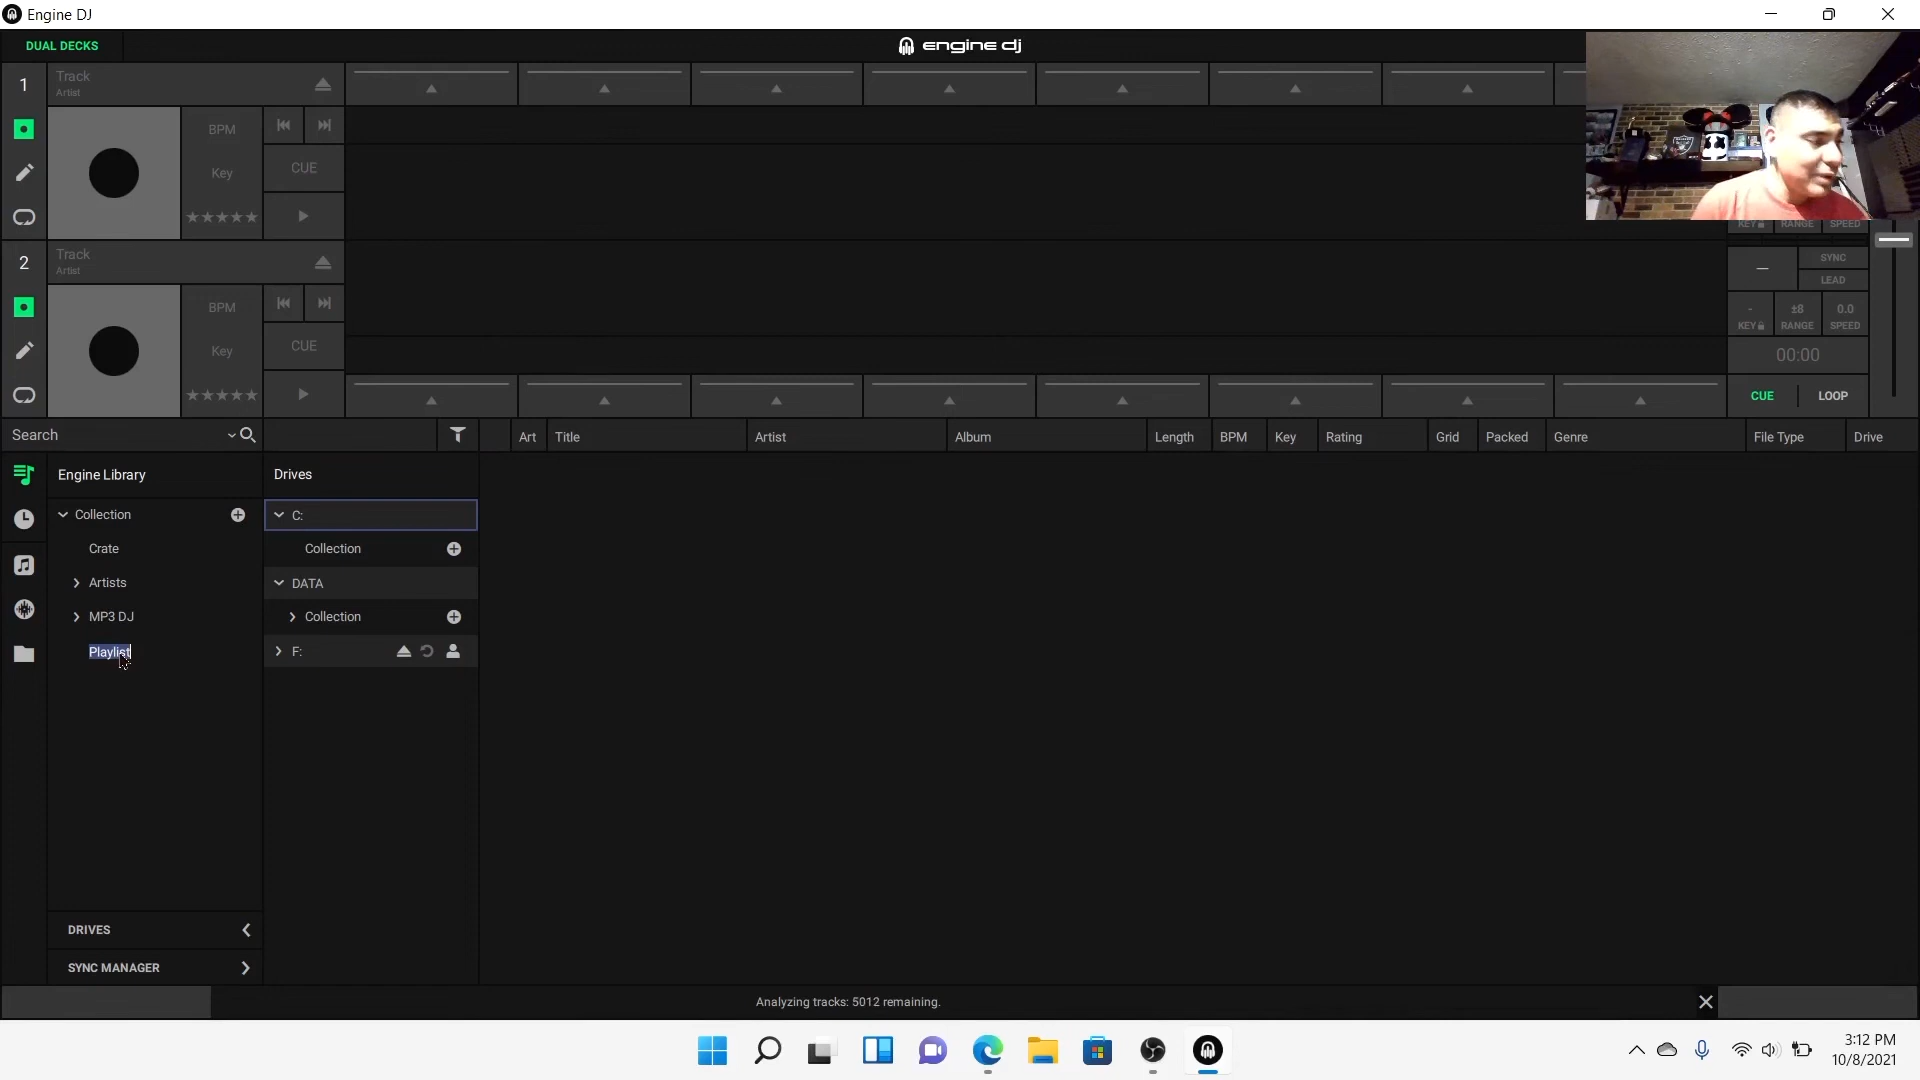 Engine DJ
DUAL DECKS
engine dj
1
Track
Artist
BPM
Key
CUE
2
Track
Artist
BPM
Key
CUE
KEY RANGE SPEED
—
SYNC
LEAD
- ±8 0.0
KEY RANGE SPEED
00:00
CUE LOOP
Search
Art Title Artist Album Length BPM Key Rating Grid Packed Genre File Type Drive
Engine Library
Drives
Collection
C:
Crate
Collection
Artists
DATA
MP3 DJ
Collection
Playlist
F:
DRIVES
SYNC MANAGER
Analyzing tracks: 5012 remaining.
3:12 PM
10/8/2021